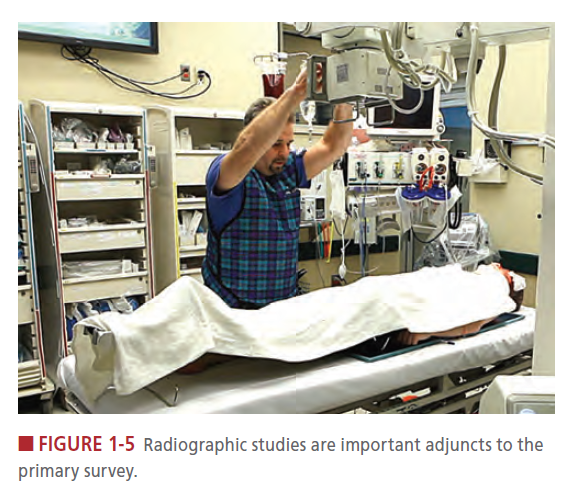 FIGURE 1-5 Radiographic studies are important adjuncts to the
primary survey.